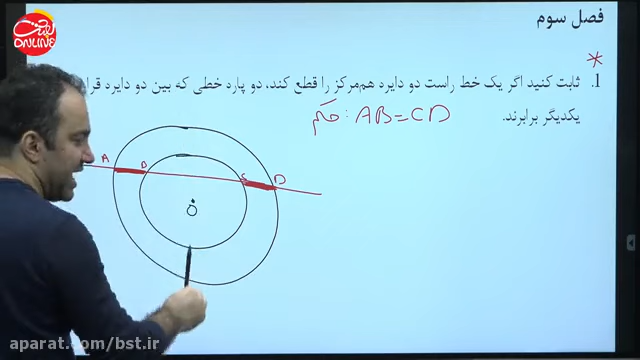 فصل سوم
*
1. ثابت کنید اگر یک خط راست دو دایره هم‌مرکز را قطع کند، دو پاره خطی که بین دو دایره قرار
یکدیگر برابرند. حکم: AB=CD
A B C D
O
ONLINE
aparat.com/bst.ir